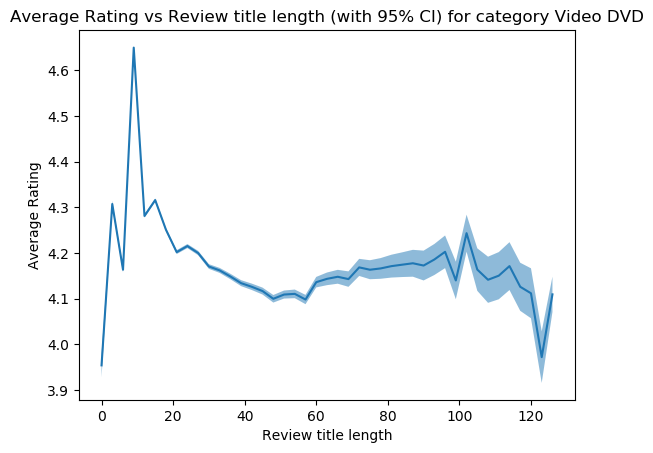 Average Rating vs Review title length (with 95% CI) for category Video DVD
Average Rating
4.6
4.5
4.4
4.3
4.2
4.1
4.0
3.9
0 20 40 60 80 100 120
Review title length